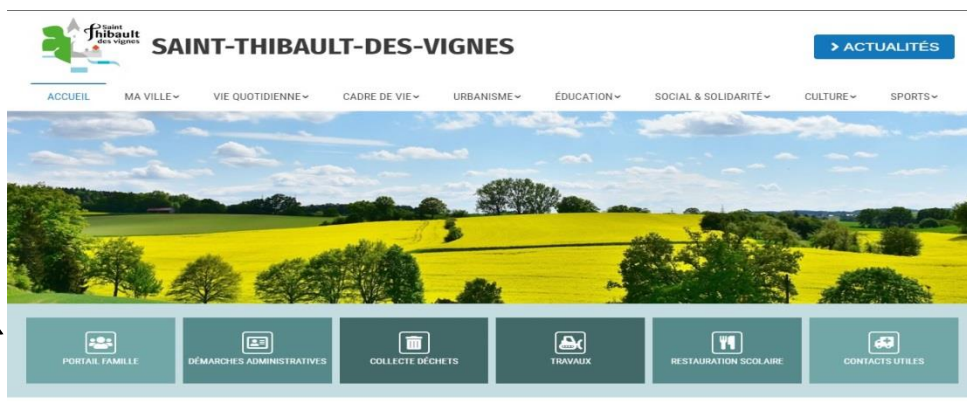 Saint
Thibault
des vignes
SAINT-THIBAULT-DES-VIGNES
> ACTUALITÉS
ACCUEIL
MA VILLE
VIE QUOTIDIENNE
CADRE DE VIE
URBANISME
ÉDUCATION
SOCIAL & SOLIDARITÉ
CULTURE
SPORTS
PORTAIL FAMILLE
DÉMARCHES ADMINISTRATIVES
COLLECTE DÉCHETS
TRAVAUX
RESTAURATION SCOLAIRE
CONTACTS UTILES